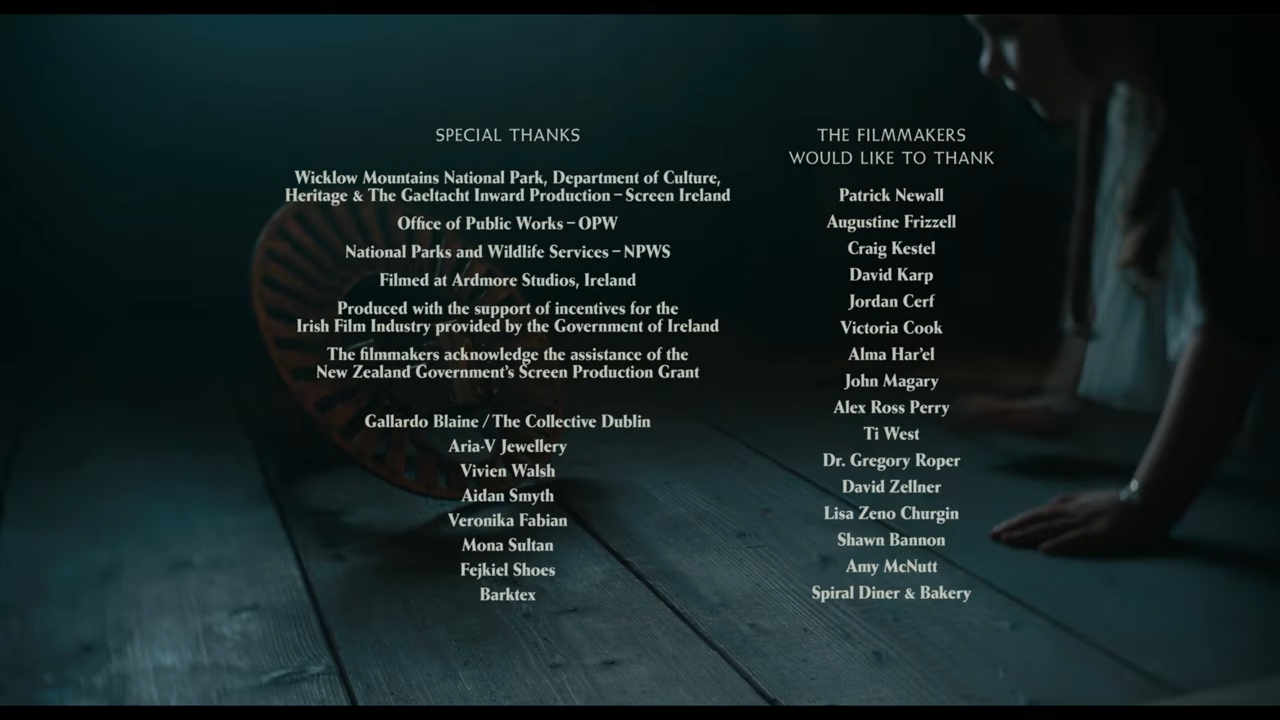 SPECIAL THANKS
Wicklow Mountains National Park, Department of Culture,
Heritage & The Gaeltacht Inward Production – Screen Ireland
Office of Public Works – OPW
National Parks and Wildlife Services – NPWS
Filmed at Ardmore Studios, Ireland
Produced with the support of incentives for the
Irish Film Industry provided by the Government of Ireland
The filmmakers acknowledge the assistance of the
New Zealand Government's Screen Production Grant
Gallardo Blaine / The Collective Dublin
Aria-V Jewellery
Vivien Walsh
Aidan Smyth
Veronika Fabian
Mona Sultan
Fejkiel Shoes
Barktex
THE FILMMAKERS
WOULD LIKE TO THANK
Patrick Newall
Augustine Frizzell
Craig Kestel
David Karp
Jordan Cerf
Victoria Cook
Alma Har'el
John Magary
Alex Ross Perry
Ti West
Dr. Gregory Roper
David Zellner
Lisa Zeno Churgin
Shawn Bannon
Amy McNutt
Spiral Diner & Bakery